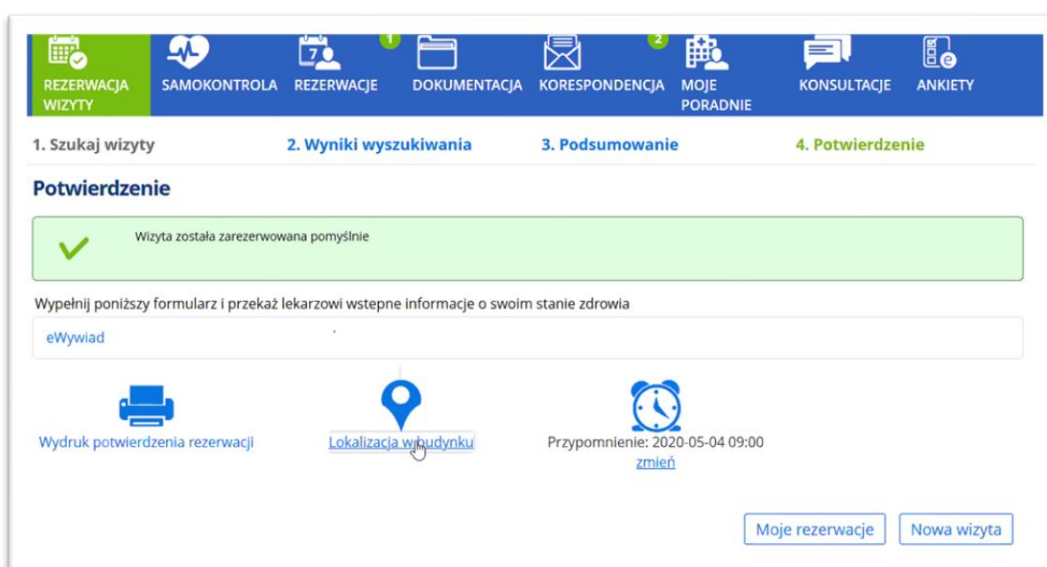 REZERWACJA WIZYTY
SAMOKONTROLA
7
REZERWACJE
1
DOKUMENTACJA
KORESPONDENCJA
2
MOJE PORADNIE
KONSULTACJE
e
ANKIETY
1. Szukaj wizyty
2. Wyniki wyszukiwania
3. Podsumowanie
4. Potwierdzenie
Potwierdzenie
Wizyta została zarezerwowana pomyślnie
Wypełnij poniższy formularz i przekaż lekarzowi wstepne informacje o swoim stanie zdrowia
eWywiad
Wydruk potwierdzenia rezerwacji
Lokalizacja w budynku
Przypomnienie: 2020-05-04 09:00
zmień
Moje rezerwacje
Nowa wizyta